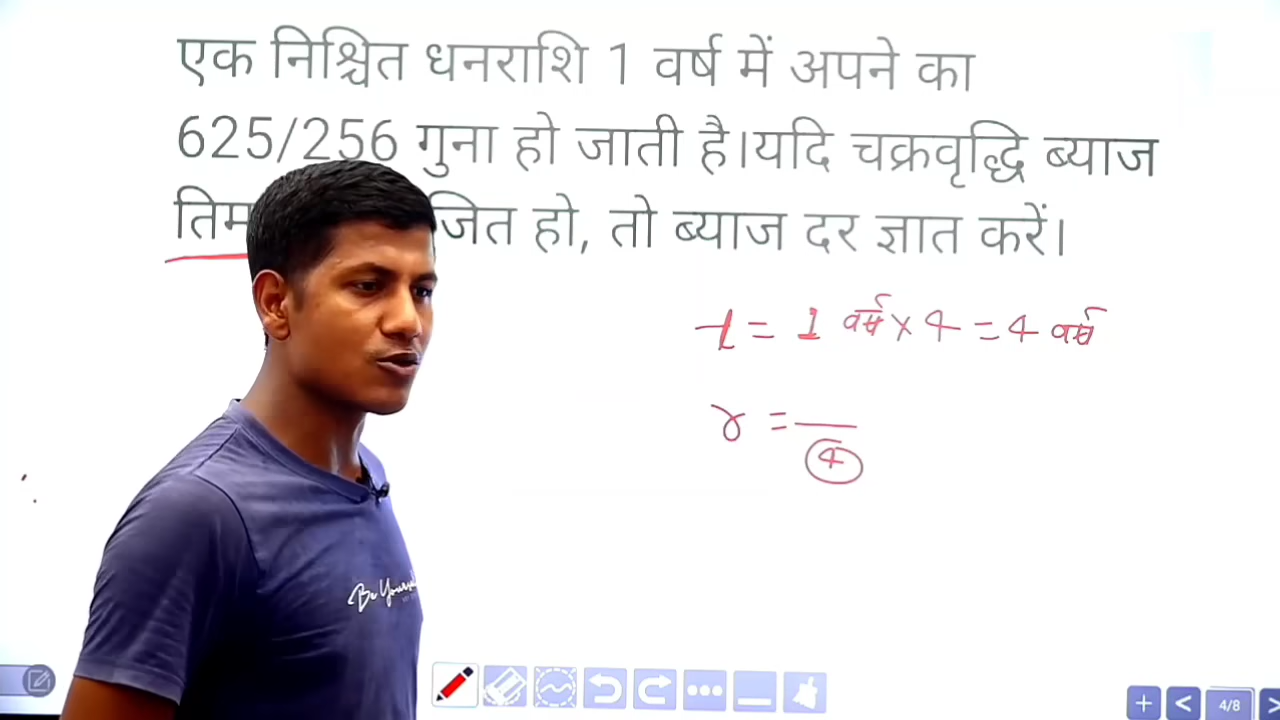 एक निश्चित धनराशि 1 वर्ष में अपने का
625/256 गुना हो जाती है।यदि चक्रवृद्धि ब्याज
हो, तो ब्याज दर ज्ञात करें।
t = 1 वर्ष × 4 = 4 वर्ष
r =
4
4/8